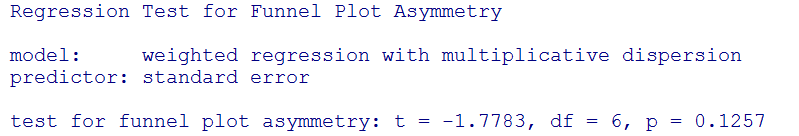 Regression Test for Funnel Plot Asymmetry
model:     weighted regression with multiplicative dispersion
predictor: standard error
test for funnel plot asymmetry: t = -1.7783, df = 6, p = 0.1257